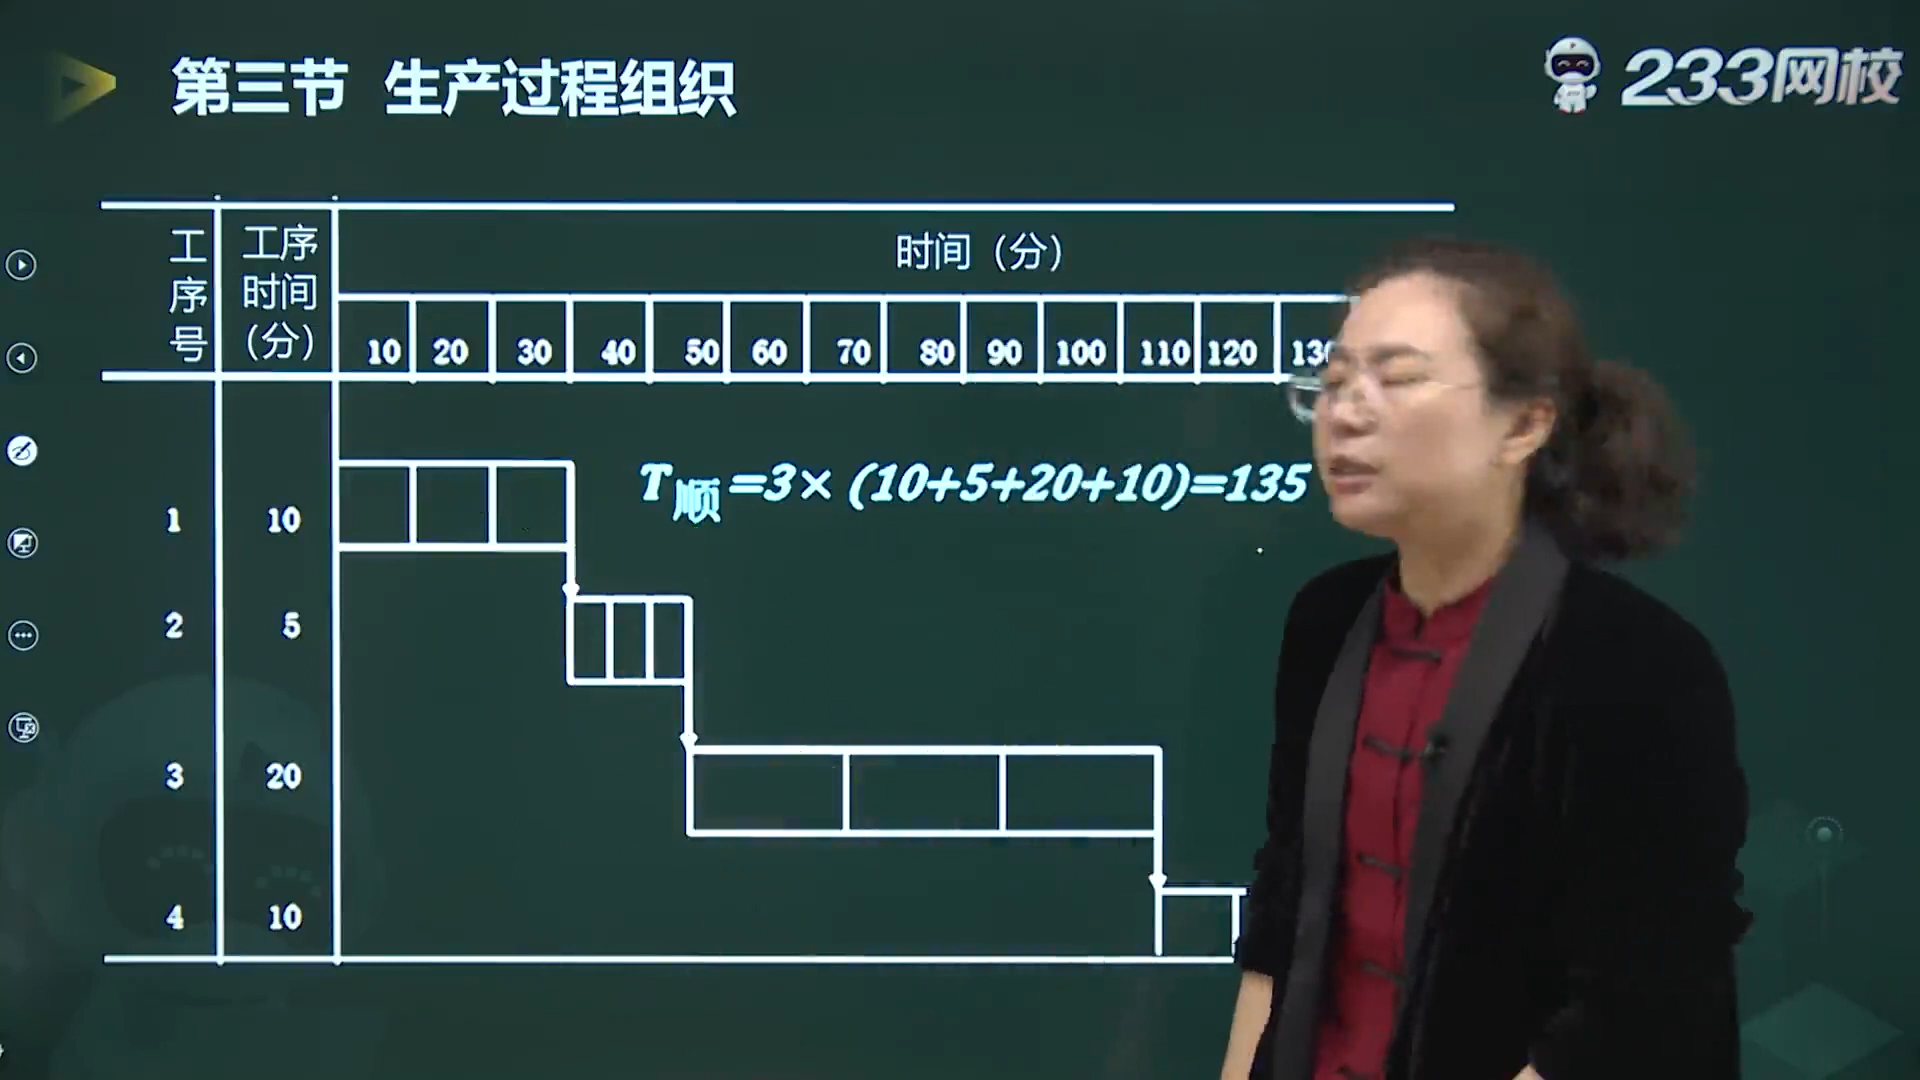 第三节 生产过程组织
233网校
工序号
工序时间(分)
时间(分)
10 20 30 40 50 60 70 80 90 100 110 120
T顺=3×(10+5+20+10)=135
1 10
2 5
3 20
4 10